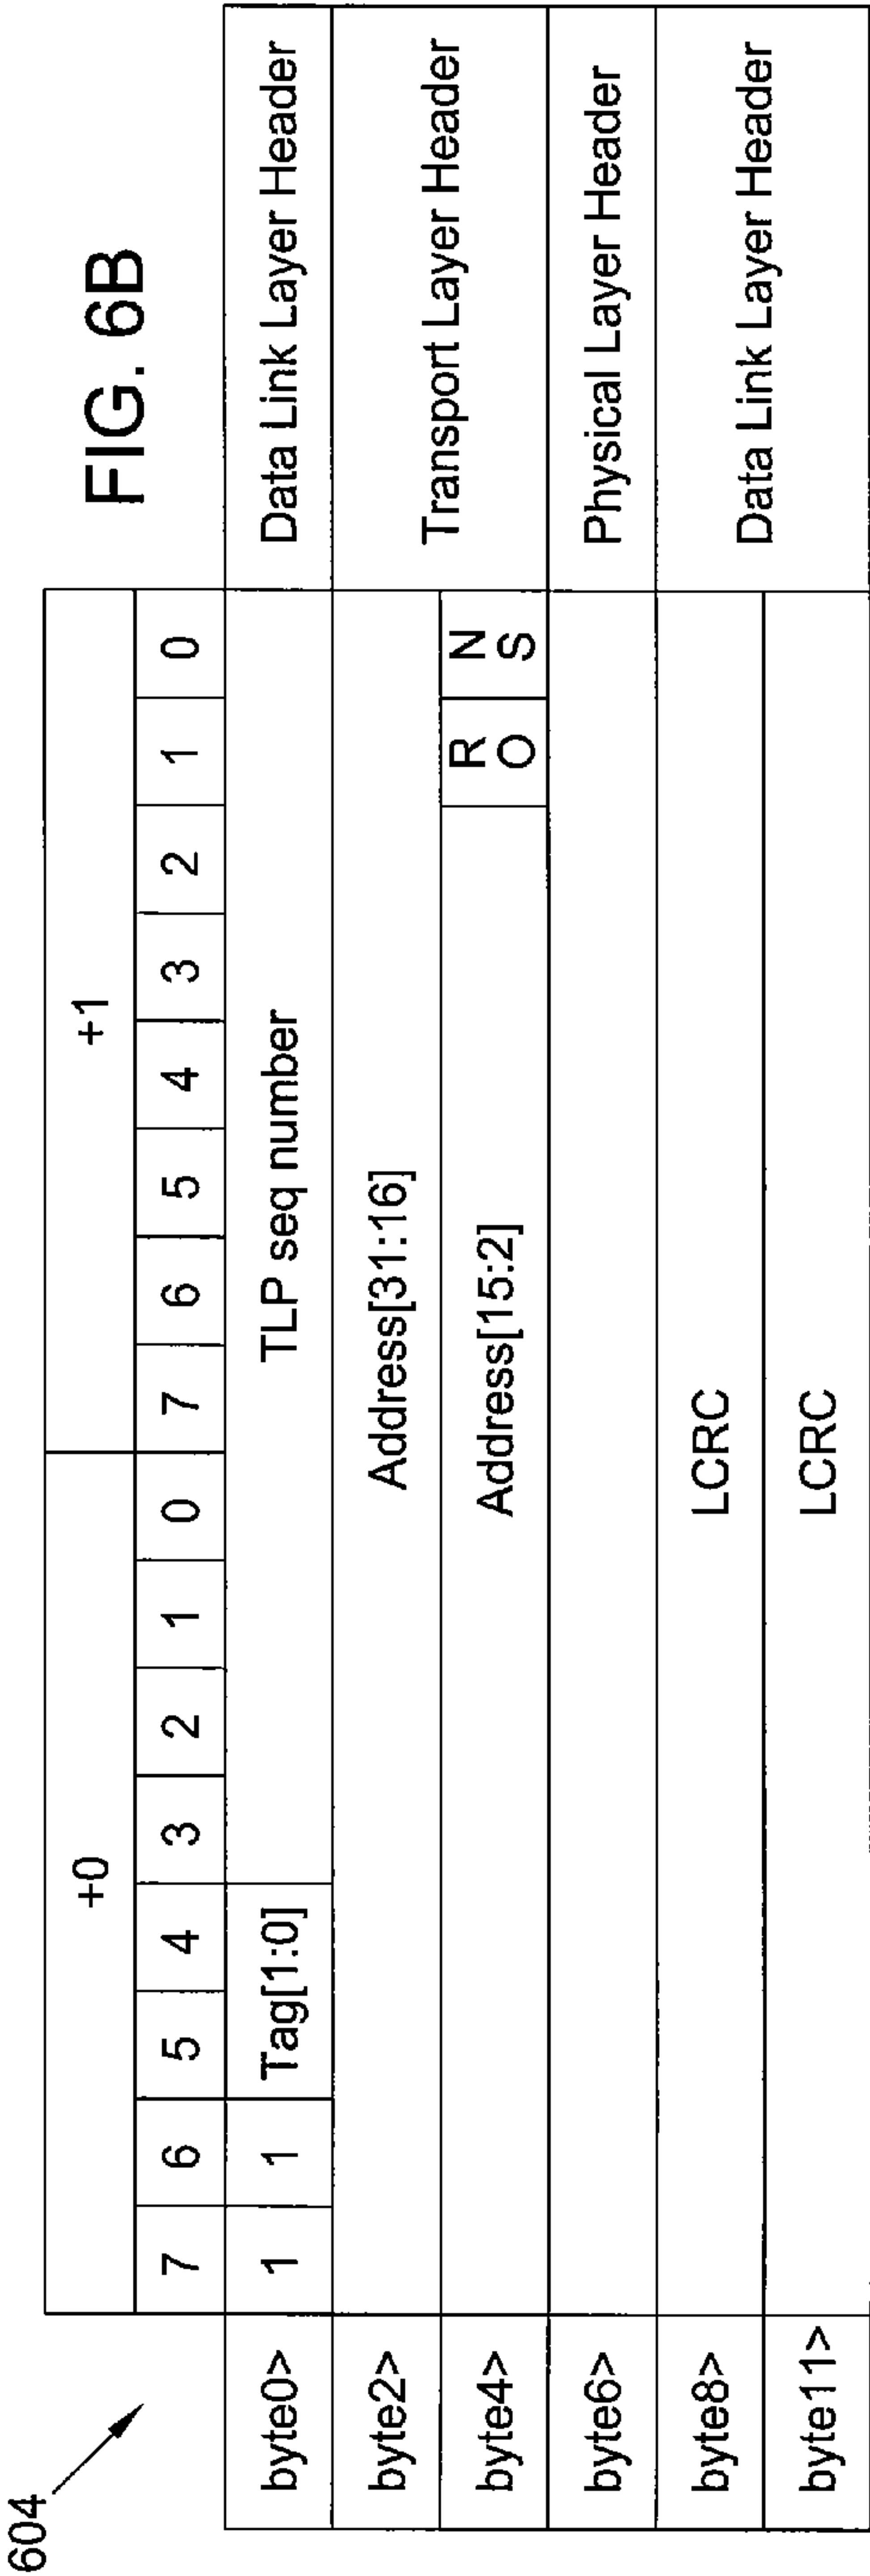 604
FIG. 6B
+0 +1
7 6 5 4 3 2 1 0 7 6 5 4 3 2 1 0
byte0> 1 1 Tag[1:0] TLP seq number Data Link Layer Header
byte2> Address[31:16] Transport Layer Header
byte4> Address[15:2] RO NS
byte6> Physical Layer Header
byte8> LCRC Data Link Layer Header
byte11> LCRC